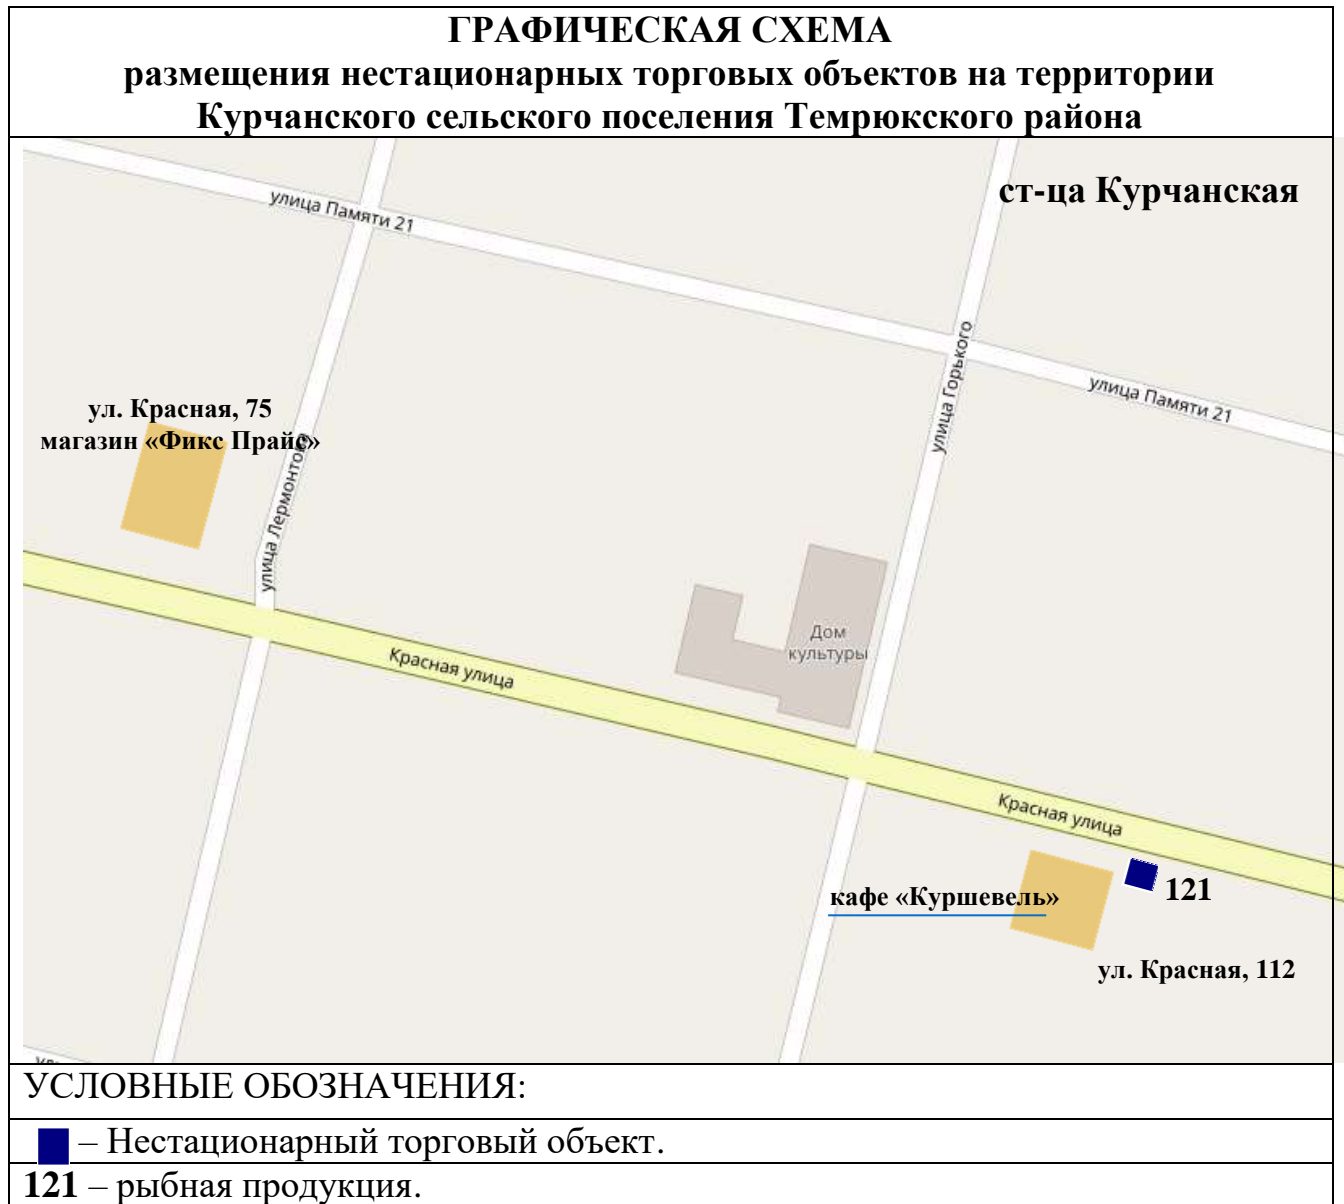 ГРАФИЧЕСКАЯ СХЕМА
размещения нестационарных торговых объектов на территории
Курчанского сельского поселения Темрюкского района
ст-ца Курчанская
улица Памяти 21
улица Горького
улица Памяти 21
ул. Красная, 75
магазин «Фикс Прайс»
улица Лермонтова
Дом
культуры
Красная улица
Красная улица
кафе «Куршевель»
121
ул. Красная, 112
УСЛОВНЫЕ ОБОЗНАЧЕНИЯ:
– Нестационарный торговый объект.
121 – рыбная продукция.